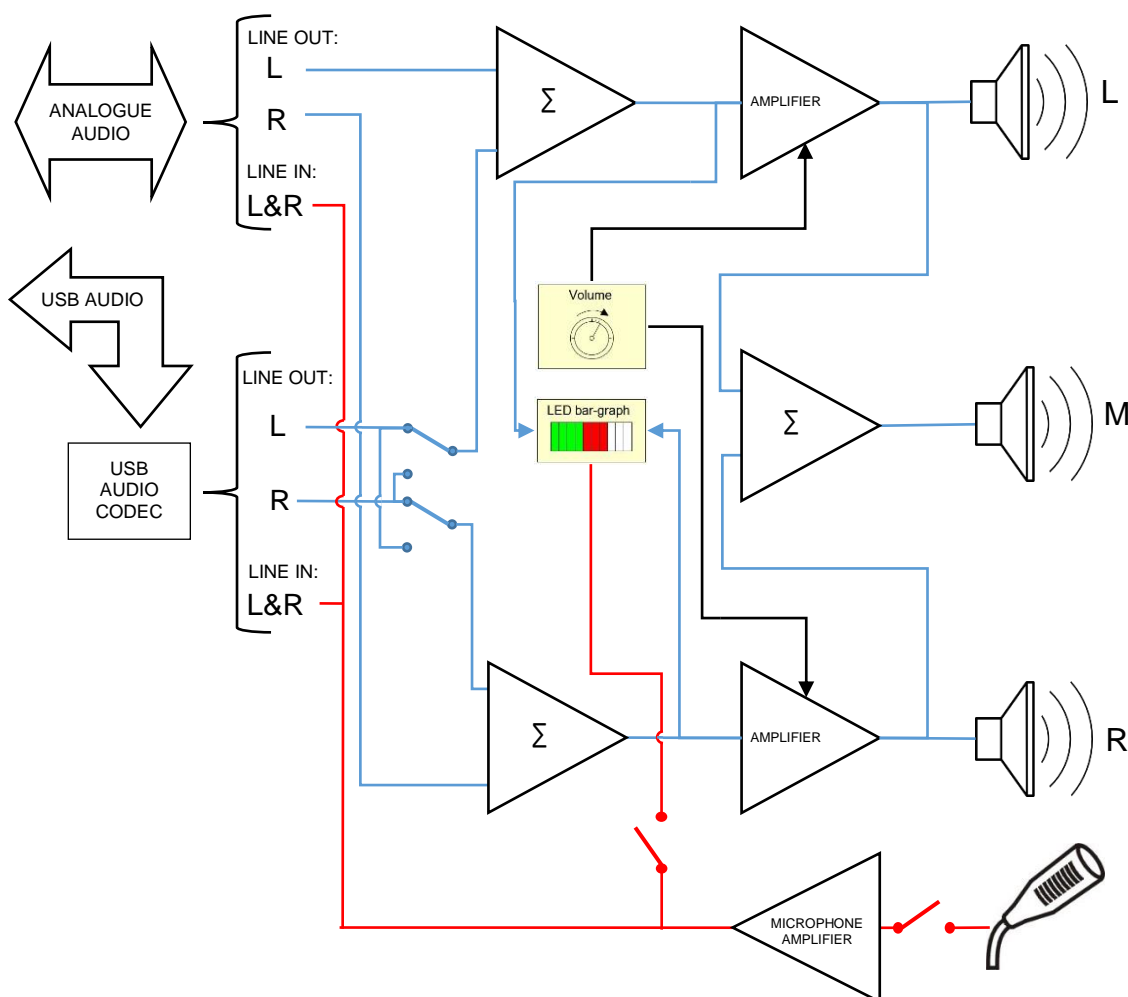 LINE OUT:
L
R
LINE IN:
L&R
ANALOGUE
AUDIO
Σ
AMPLIFIER
L
USB AUDIO
Volume
LINE OUT:
L
R
LINE IN:
L&R
USB
AUDIO
CODEC
LED bar-graph
Σ
M
Σ
AMPLIFIER
R
MICROPHONE
AMPLIFIER